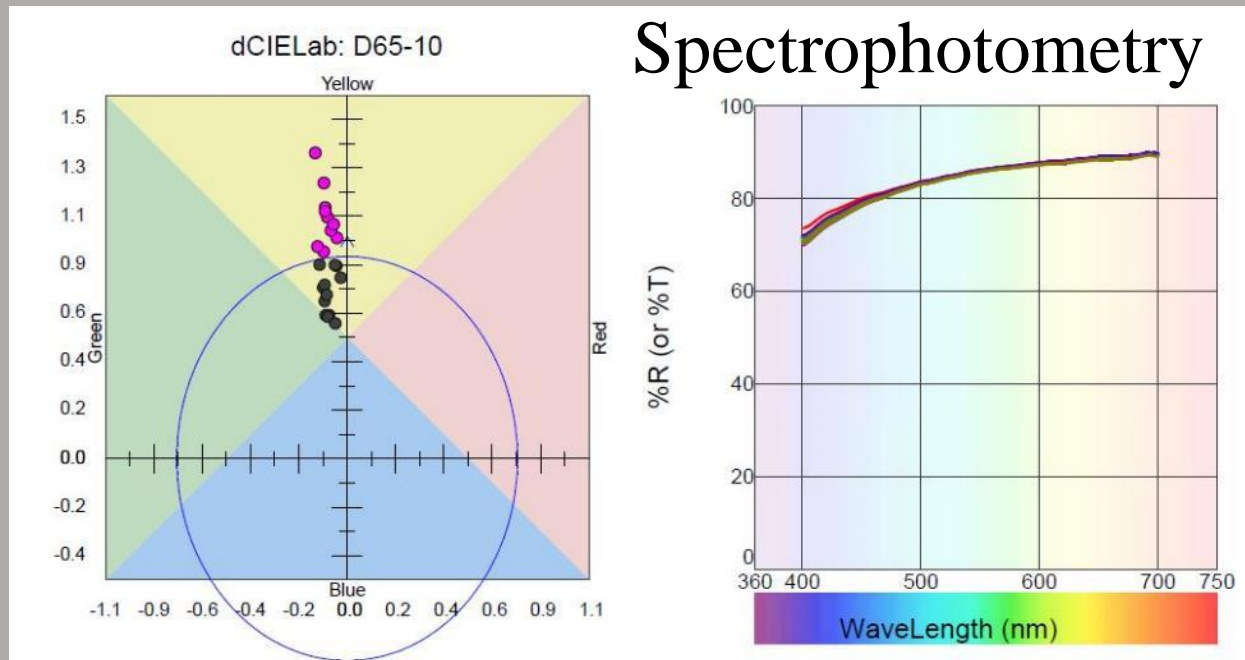 Spectrophotometry
dCIELab: D65-10
Yellow
1.5
1.3
1.1
0.9
0.6
0.4
0.2
0.0
-0.2
-0.4
Green
Red
Blue
-1.1 -0.9 -0.6 -0.4 -0.2 0.0 0.2 0.4 0.6 0.9 1.1
%R (or %T)
100
80
60
40
20
0
360 400 500 600 700 750
WaveLength (nm)